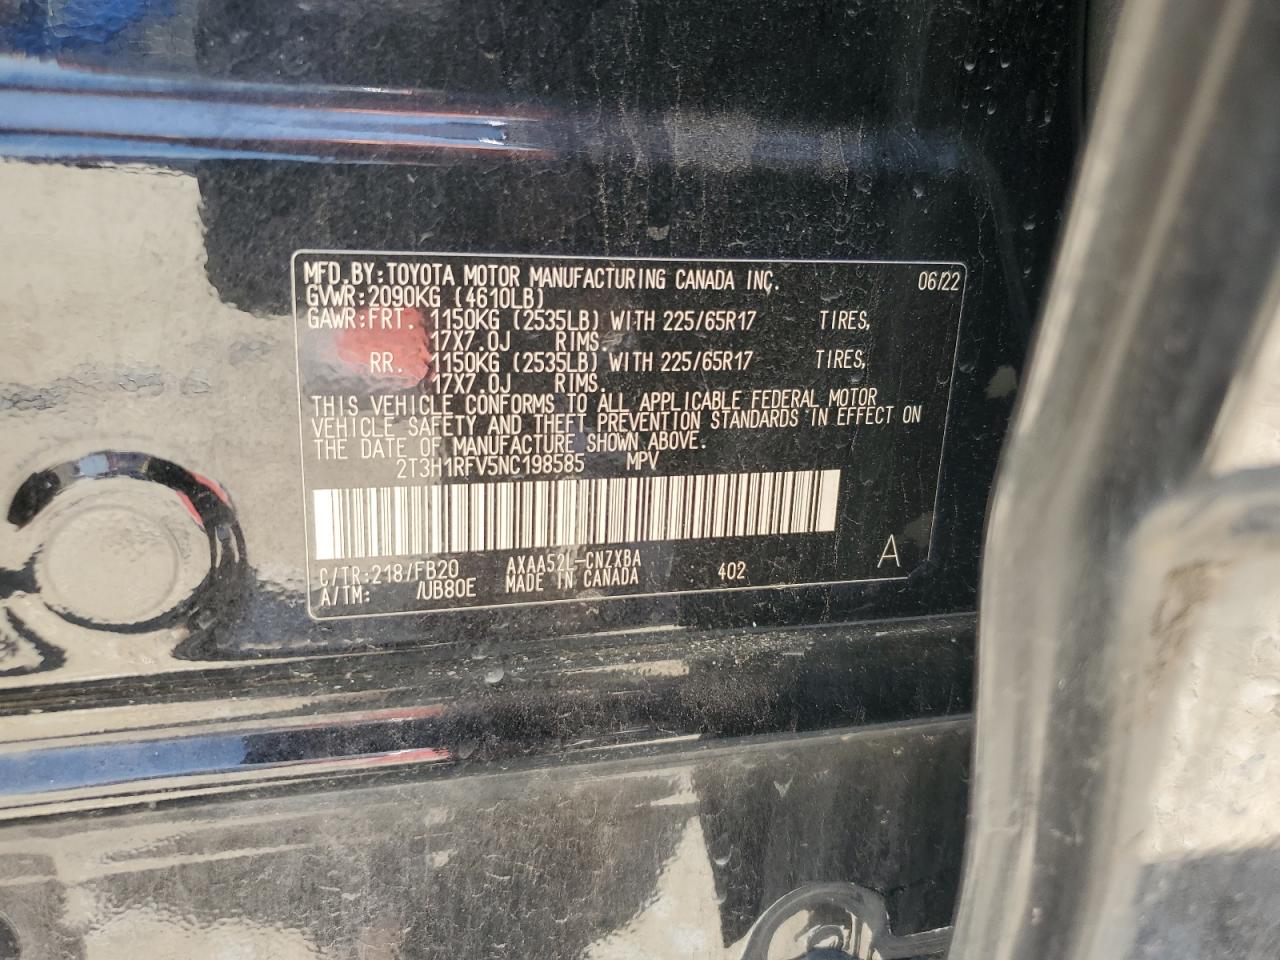 MFD.BY:TOYOTA MOTOR MANUFACTURING CANADA INC. 06/22
GVWR:2090KG (4610LB)
GAWR:FRT. 1150KG (2535LB) WITH 225/65R17 TIRES,
17X7.0J RIMS.
RR. 1150KG (2535LB) WITH 225/65R17 TIRES,
17X7.0J RIMS.
THIS VEHICLE CONFORMS TO ALL APPLICABLE FEDERAL MOTOR
VEHICLE SAFETY AND THEFT PREVENTION STANDARDS IN EFFECT ON
THE DATE OF MANUFACTURE SHOWN ABOVE.
2T3H1RFV5NC198585 MPV
C/TR:218/FB20 AXAA52L-CNZXBA A
A/TM: /UB80E MADE IN CANADA 402